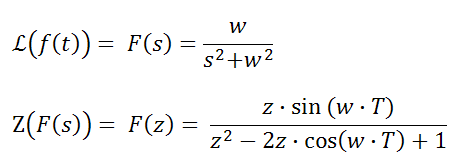 ℒ(f(t)) = F(s) = w / (s²+w²)
Z(F(s)) = F(z) = z · sin (w · T) / (z² − 2z · cos(w · T) + 1)